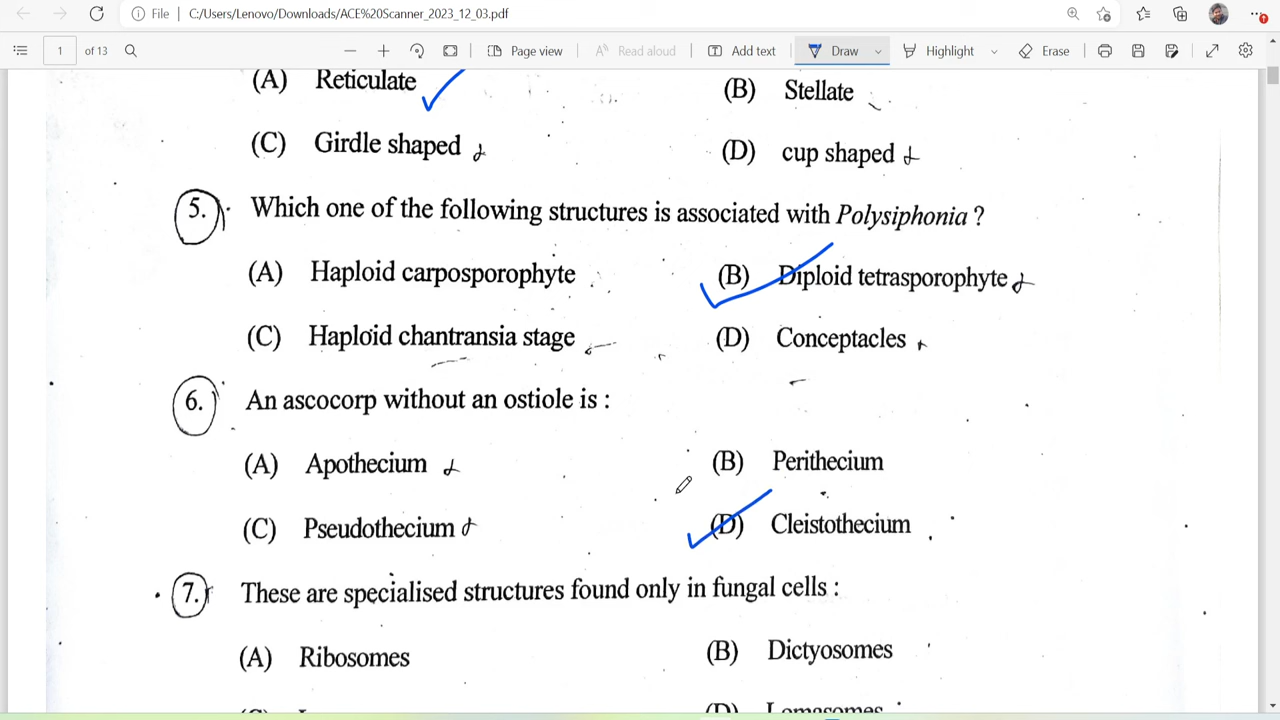 File C:/Users/Lenovo/Downloads/ACE%20Scanner_2023_12_03.pdf
1 of 13 Page view Read aloud Add text Draw Highlight Erase
(A) Reticulate (B) Stellate
(C) Girdle shaped (D) cup shaped
5. Which one of the following structures is associated with Polysiphonia ?
(A) Haploid carposporophyte (B) Diploid tetrasporophyte
(C) Haploid chantransia stage (D) Conceptacles
6. An ascocorp without an ostiole is :
(A) Apothecium (B) Perithecium
(C) Pseudothecium (D) Cleistothecium
7. These are specialised structures found only in fungal cells :
(A) Ribosomes (B) Dictyosomes
(D) Lomasomes